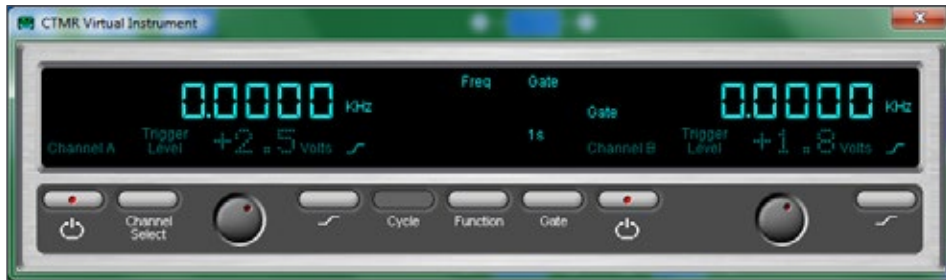 CTMR Virtual Instrument
0.0000 KHz
Freq Gate
Gate
0.0000 KHz
Channel A
Trigger Level
+2.5 Volts
1s
Channel B
Trigger Level
+1.8 Volts
Channel Select
Cycle
Function
Gate